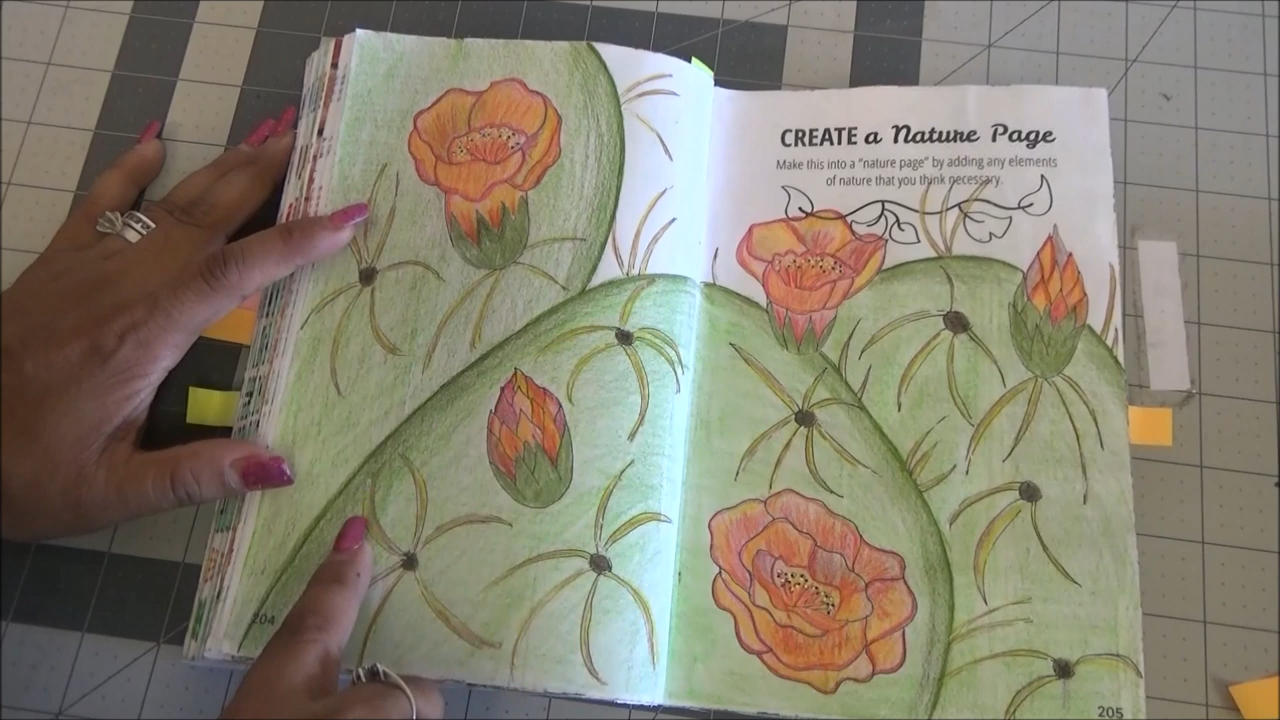 CREATE a Nature Page
Make this into a “nature page” by adding any elements
of nature that you think necessary.
204
205